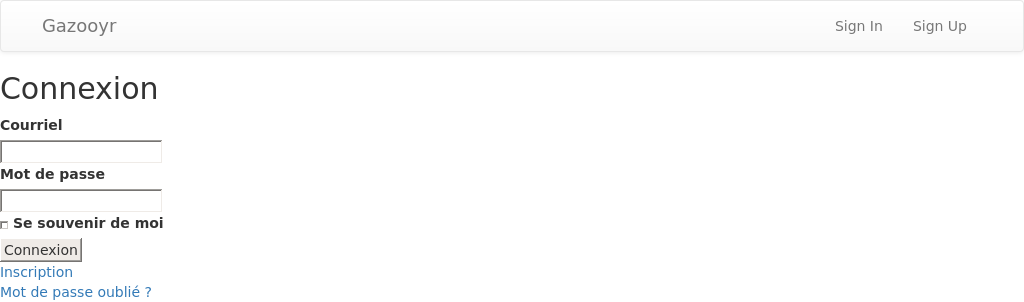 Gazooyr Sign In Sign Up
Connexion
Courriel
Mot de passe
Se souvenir de moi
Connexion
Inscription
Mot de passe oublié ?